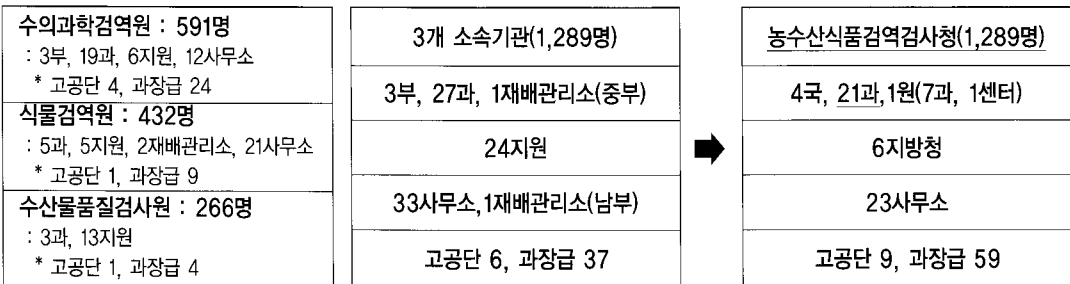 수의과학검역원 : 591명
: 3부, 19과, 6지원, 12사무소
* 고공단 4, 과장급 24
식물검역원 : 432명
: 5과, 5지원, 2재배관리소, 21사무소
* 고공단 1, 과장급 9
수산물품질검사원 : 266명
: 3과, 13지원
* 고공단 1, 과장급 4
3개 소속기관(1,289명)
3부, 27과, 1재배관리소(중부)
24지원
33사무소,1재배관리소(남부)
고공단 6, 과장급 37
농수산식품검역검사청(1,289명)
4국, 21과,1원(7과, 1센터)
6지방청
23사무소
고공단 9, 과장급 59